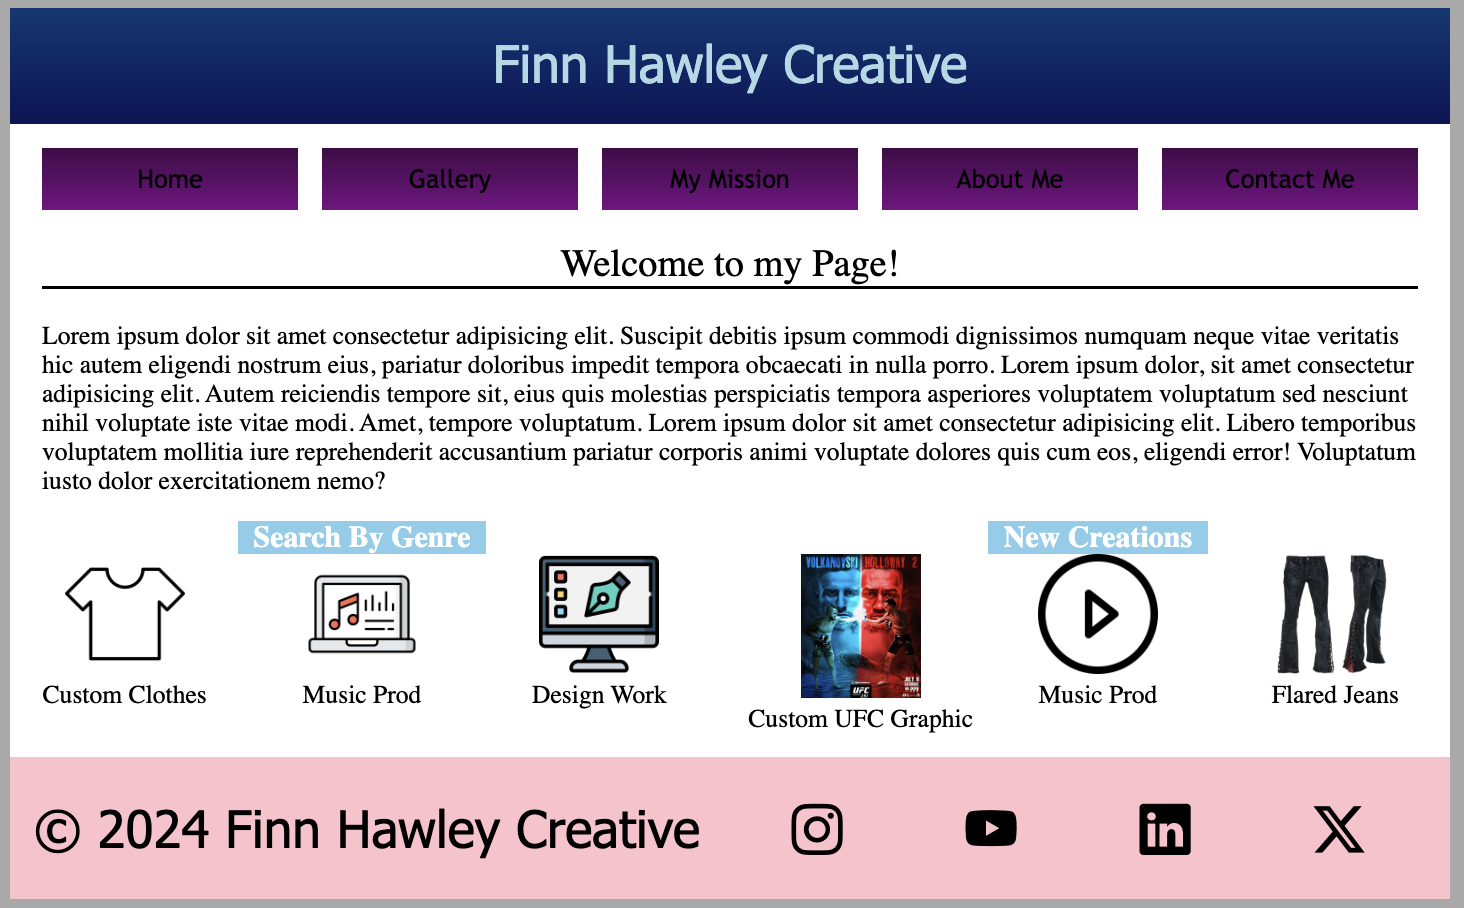 Finn Hawley Creative
Home
Gallery
My Mission
About Me
Contact Me
Welcome to my Page!
Lorem ipsum dolor sit amet consectetur adipisicing elit. Suscipit debitis ipsum commodi dignissimos numquam neque vitae veritatis
hic autem eligendi nostrum eius, pariatur doloribus impedit tempora obcaecati in nulla porro. Lorem ipsum dolor, sit amet consectetur
adipisicing elit. Autem reiciendis tempore sit, eius quis molestias perspiciatis tempora asperiores voluptatem voluptatum sed nesciunt
nihil voluptate iste vitae modi. Amet, tempore voluptatum. Lorem ipsum dolor sit amet consectetur adipisicing elit. Libero temporibus
voluptatem mollitia iure reprehenderit accusantium pariatur corporis animi voluptate dolores quis cum eos, eligendi error! Voluptatum
iusto dolor exercitationem nemo?
Search By Genre
Custom Clothes
Music Prod
Design Work
New Creations
VOLKANOVSKI HOLLOWAY 2
UFC
Custom UFC Graphic
Music Prod
Flared Jeans
© 2024 Finn Hawley Creative
in